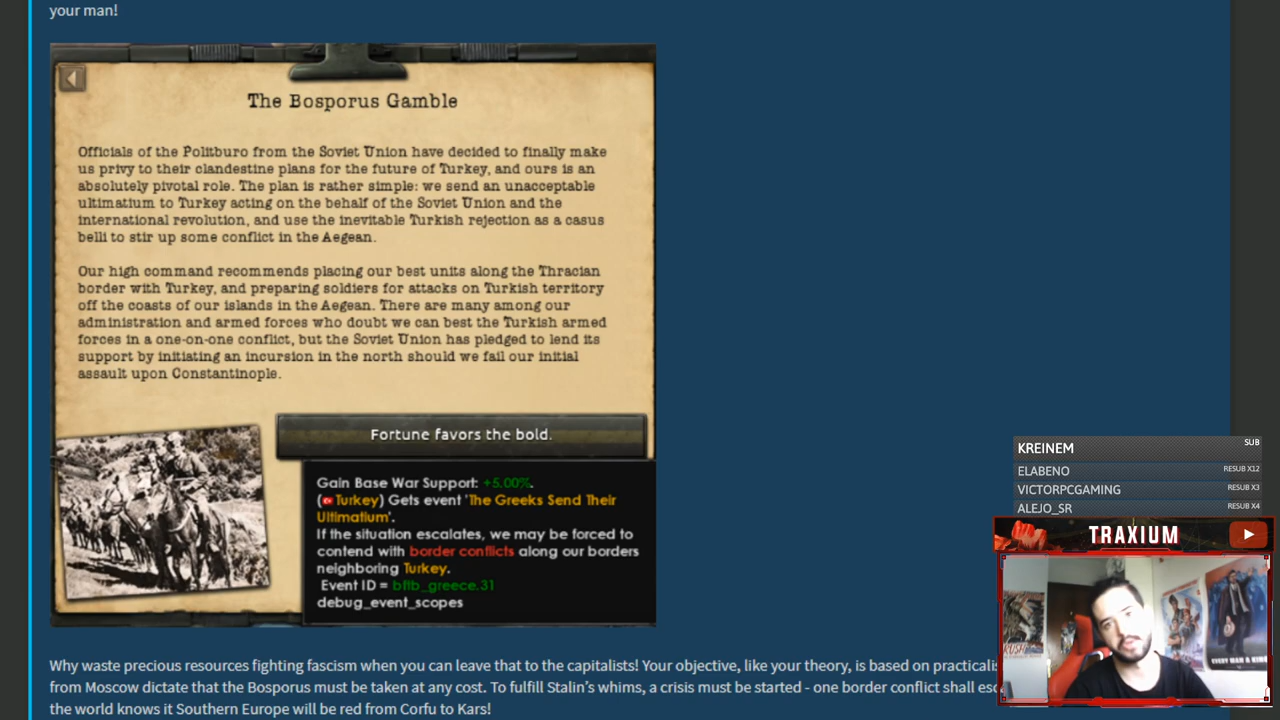 your man!
The Bosporus Gamble
Officials of the Politburo from the Soviet Union have decided to finally make
us privy to their clandestine plans for the future of Turkey, and ours is an
absolutely pivotal role. The plan is rather simple: we send an unacceptable
ultimatium to Turkey acting on the behalf of the Soviet Union and the
international revolution, and use the inevitable Turkish rejection as a casus
belli to stir up some conflict in the Aegean.
Our high command recommends placing our best units along the Thracian
border with Turkey, and preparing soldiers for attacks on Turkish territory
off the coasts of our islands in the Aegean. There are many among our
administration and armed forces who doubt we can best the Turkish armed
forces in a one-on-one conflict, but the Soviet Union has pledged to lend its
support by initiating an incursion in the north should we fail our initial
assault upon Constantinople.
Fortune favors the bold.
Gain Base War Support: +5.00%.
(Turkey) Gets event 'The Greeks Send Their
Ultimatium'.
If the situation escalates, we may be forced to
contend with border conflicts along our borders
neighboring Turkey.
Event ID = bftb_greece.31
debug_event_scopes
KREINEM SUB
ELABENO RESUB X12
VICTORPCGAMING RESUB X3
ALEJO_SR RESUB X4
TRAXIUM
EVERY MAN A KING
Why waste precious resources fighting fascism when you can leave that to the capitalists! Your objective, like your theory, is based on
from Moscow dictate that the Bosporus must be taken at any cost. To fulfill Stalin's whims, a crisis must be started - one border conflict shall
the world knows it Southern Europe will be red from Corfu to Kars!